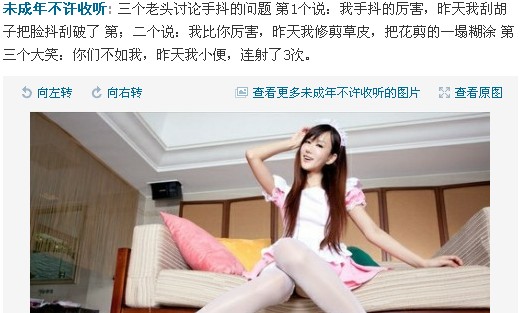 未成年不许收听: 三个老头讨论手抖的问题 第1个说：我手抖的厉害，昨天我刮胡
子把脸抖刮破了 第；二个说：我比你厉害，昨天我修剪草皮，把花剪的一塌糊涂 第
三个大笑：你们不如我，昨天我小便，连射了3次。
向左转 向右转 查看更多未成年不许收听的图片 查看原图